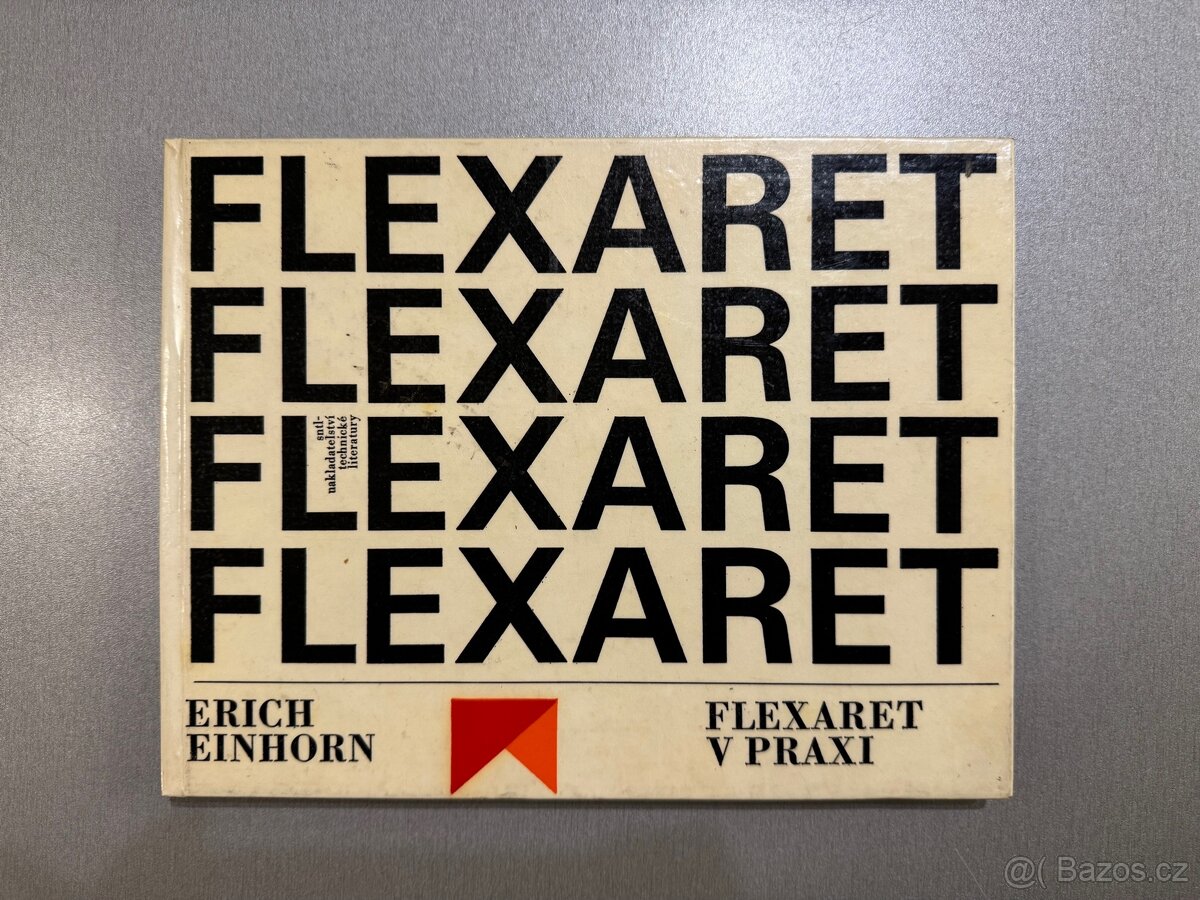 FLEXARET
FLEXARET
FLEXARET
sntl-
nakladatelství
technické
literatury
FLEXARET
ERICH
EINHORN
FLEXARET
V PRAXI
@( Bazos.cz